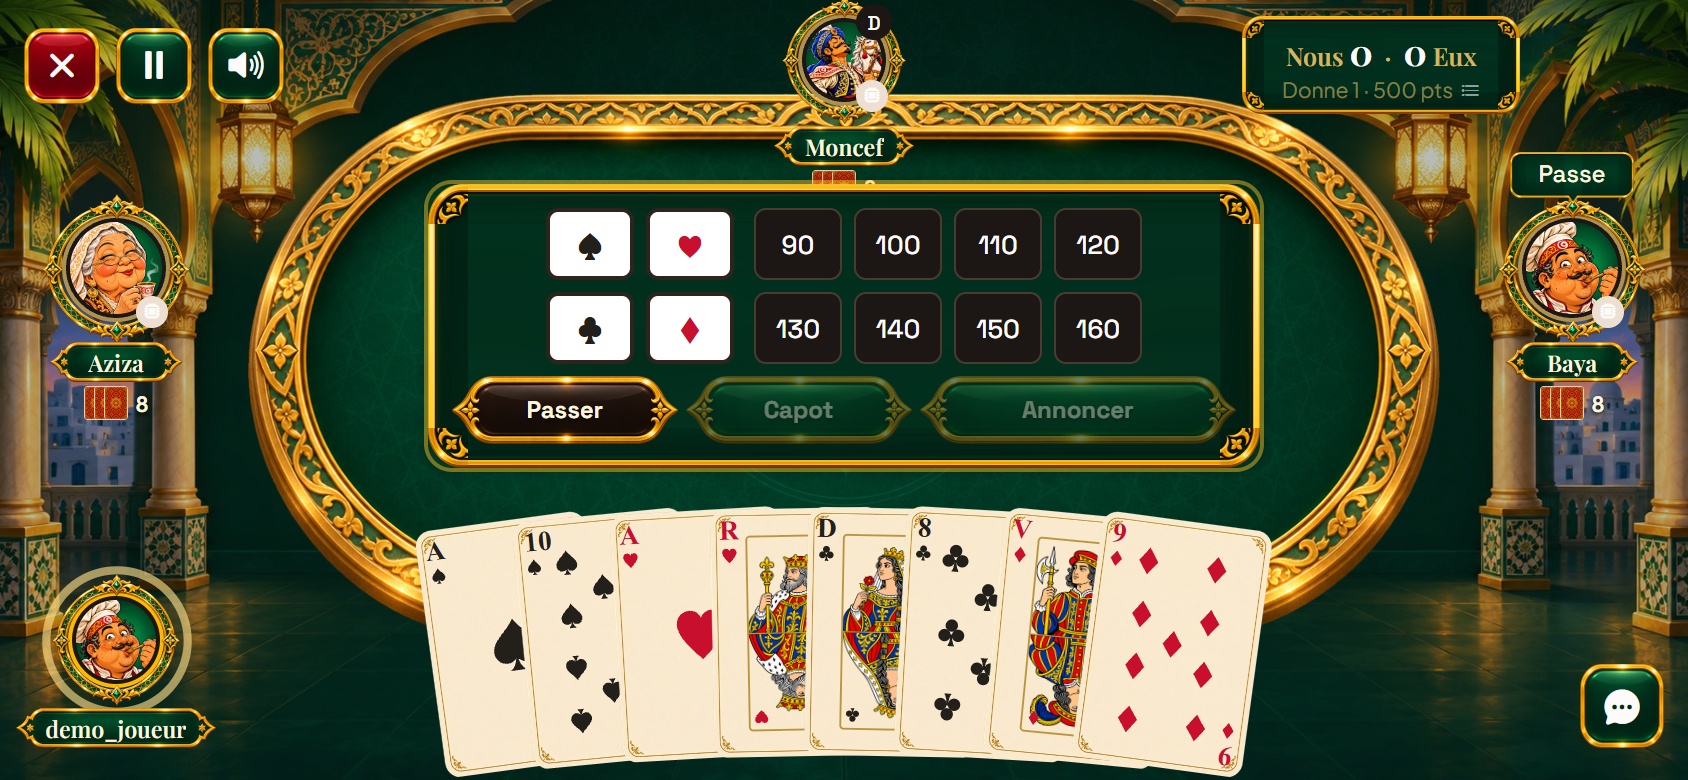 D
Nous 0 · 0 Eux
Donne 1 · 500 pts
Moncef
Passe
Aziza
8
Baya
8
90 100 110 120
130 140 150 160
Passer Capot Annoncer
A 10 A R D 8 V 9
9
demo_joueur